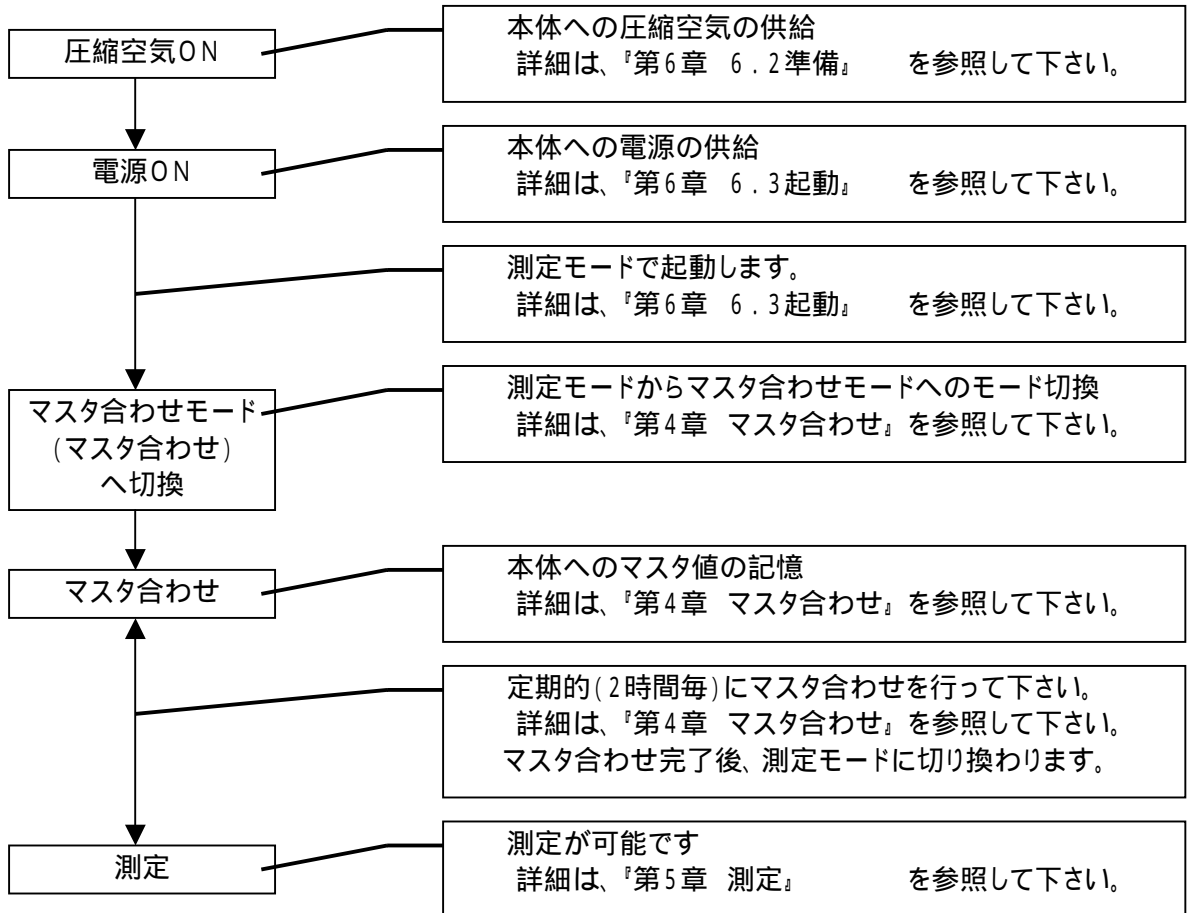 圧縮空気ON
本体への圧縮空気の供給
詳細は、『第6章 6.2準備』 を参照して下さい。
電源ON
本体への電源の供給
詳細は、『第6章 6.3起動』 を参照して下さい。
測定モードで起動します。
詳細は、『第6章 6.3起動』 を参照して下さい。
マスタ合わせモード
(マスタ合わせ)
へ切換
測定モードからマスタ合わせモードへのモード切換
詳細は、『第4章 マスタ合わせ』を参照して下さい。
マスタ合わせ
本体へのマスタ値の記憶
詳細は、『第4章 マスタ合わせ』を参照して下さい。
定期的(2時間毎)にマスタ合わせを行って下さい。
詳細は、『第4章 マスタ合わせ』を参照して下さい。
マスタ合わせ完了後、測定モードに切り換わります。
測定
測定が可能です
詳細は、『第5章 測定』 を参照して下さい。